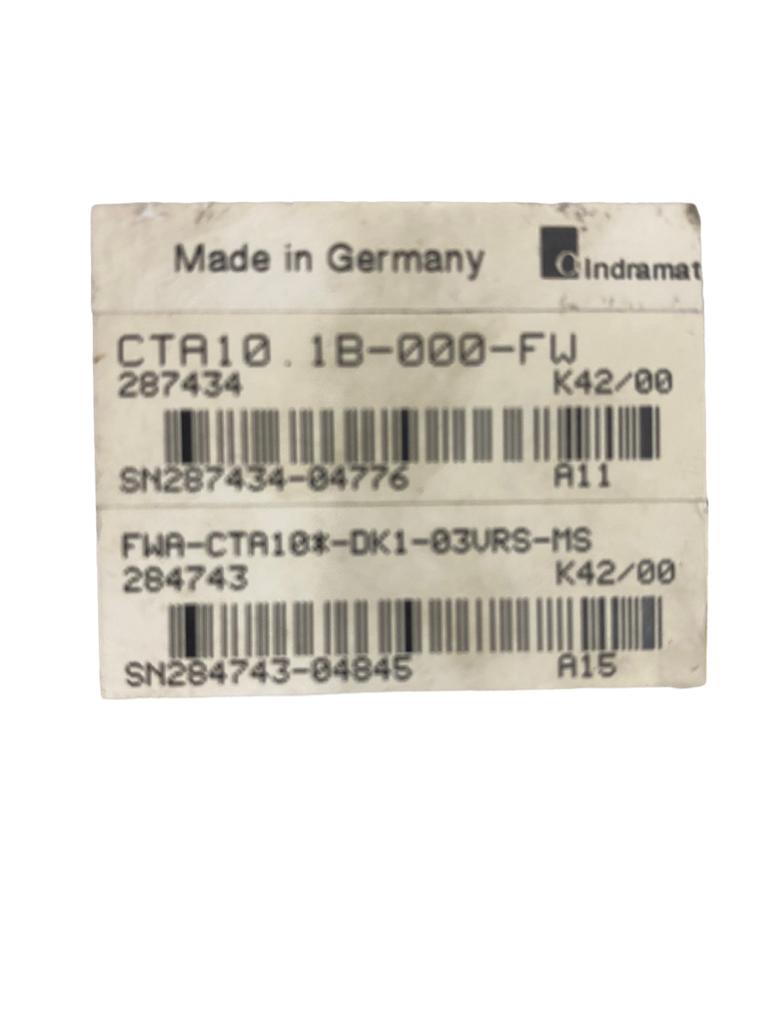 Made in Germany
Indramat
CTA10.1B-000-FW
287434 K42/00
SN287434-04776 A11
FWA-CTA10*-DK1-03VRS-MS
284743 K42/00
SN284743-04845 A15